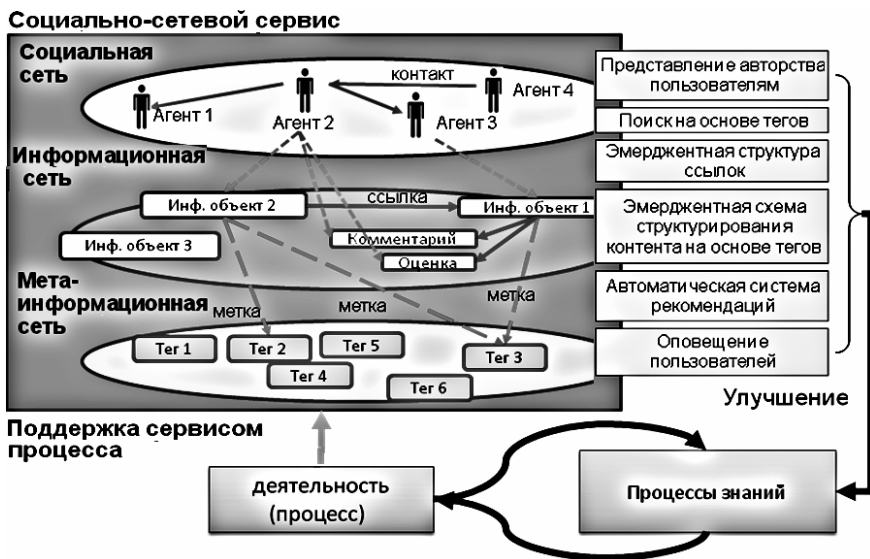 Социально-сетевой сервис
Социальная
сеть
контакт
Агент 1
Агент 2
Агент 3
Агент 4
Информационная
сеть
Инф. объект 2
ссылка
Инф. объект 1
Инф. объект 3
Комментарий
Оценка
Мета-
информационная
сеть
метка
метка
метка
Тег 1
Тег 2
Тег 5
Тег 3
Тег 4
Тег 6
Представление авторства
пользователям
Поиск на основе тегов
Эмерджентная структура
ссылок
Эмерджентная схема
структурирования
контента на основе тегов
Автоматическая система
рекомендаций
Оповещение
пользователей
Улучшение
Поддержка сервисом
процесса
деятельность
(процесс)
Процессы знаний